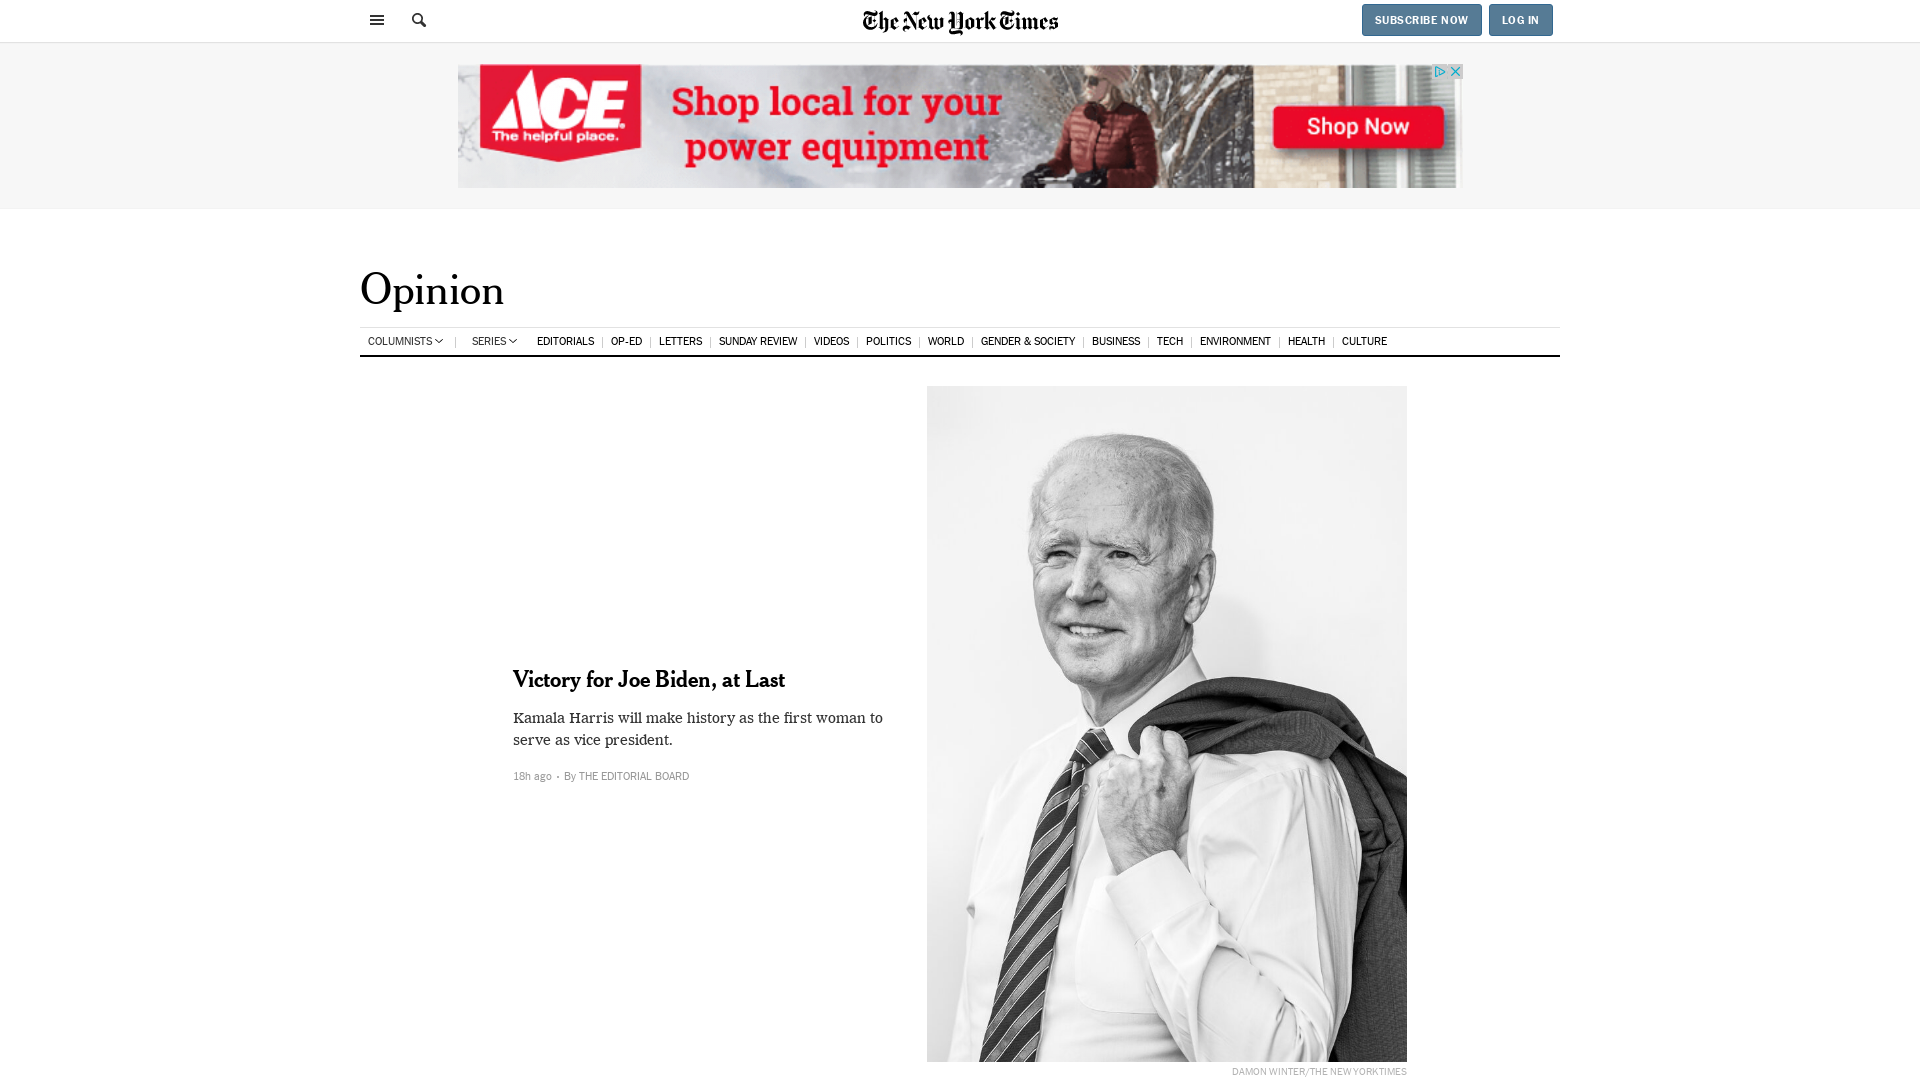 The New York Times
SUBSCRIBE NOW
LOG IN
ACE
The helpful place.
Shop local for your
power equipment
Shop Now
Opinion
COLUMNISTS SERIES EDITORIALS OP-ED LETTERS SUNDAY REVIEW VIDEOS POLITICS WORLD GENDER & SOCIETY BUSINESS TECH ENVIRONMENT HEALTH CULTURE
Victory for Joe Biden, at Last
Kamala Harris will make history as the first woman to
serve as vice president.
18h ago • By THE EDITORIAL BOARD
DAMON WINTER/THE NEW YORK TIMES